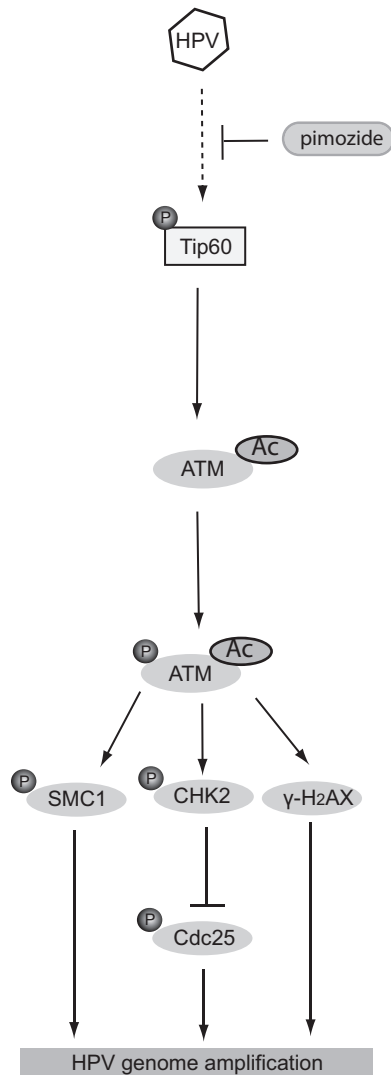 HPV
pimozide
P
Tip60
Ac
ATM
P
Ac
ATM
P
SMC1
P
CHK2
γ-H2AX
P
Cdc25
HPV genome amplification